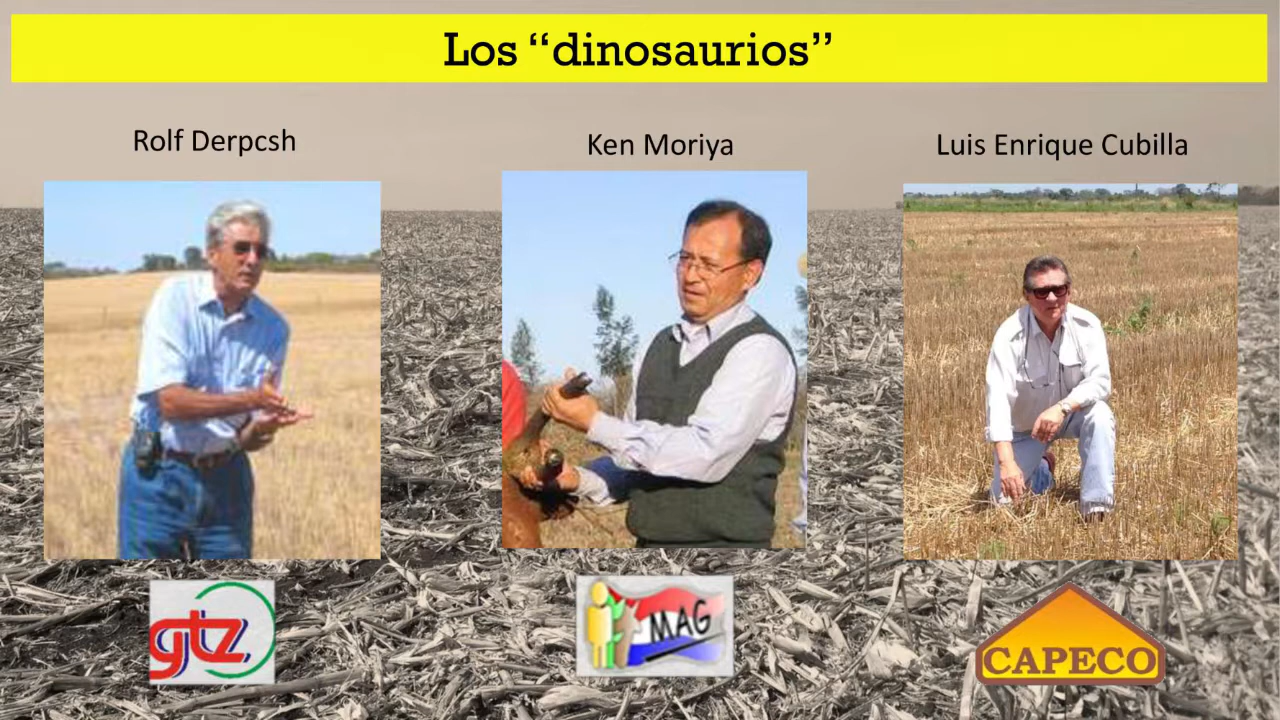 Los “dinosaurios”
Rolf Derpcsh
Ken Moriya
Luis Enrique Cubilla
gtz
MAG
CAPECO